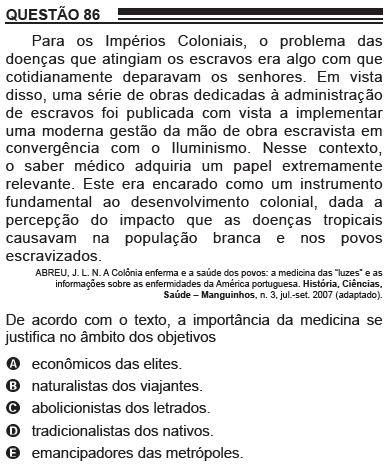 QUESTÃO 86
Para os Impérios Coloniais, o problema das
doenças que atingiam os escravos era algo com que
cotidianamente deparavam os senhores. Em vista
disso, uma série de obras dedicadas à administração
de escravos foi publicada com vista a implementar
uma moderna gestão da mão de obra escravista em
convergência com o Iluminismo. Nesse contexto,
o saber médico adquiria um papel extremamente
relevante. Este era encarado como um instrumento
fundamental ao desenvolvimento colonial, dada a
percepção do impacto que as doenças tropicais
causavam na população branca e nos povos
escravizados.
ABREU, J. L. N. A Colônia enferma e a saúde dos povos: a medicina das "luzes" e as
informações sobre as enfermidades da América portuguesa. História, Ciências,
Saúde – Manguinhos, n. 3, jul.-set. 2007 (adaptado).
De acordo com o texto, a importância da medicina se
justifica no âmbito dos objetivos
A econômicos das elites.
B naturalistas dos viajantes.
C abolicionistas dos letrados.
D tradicionalistas dos nativos.
E emancipadores das metrópoles.